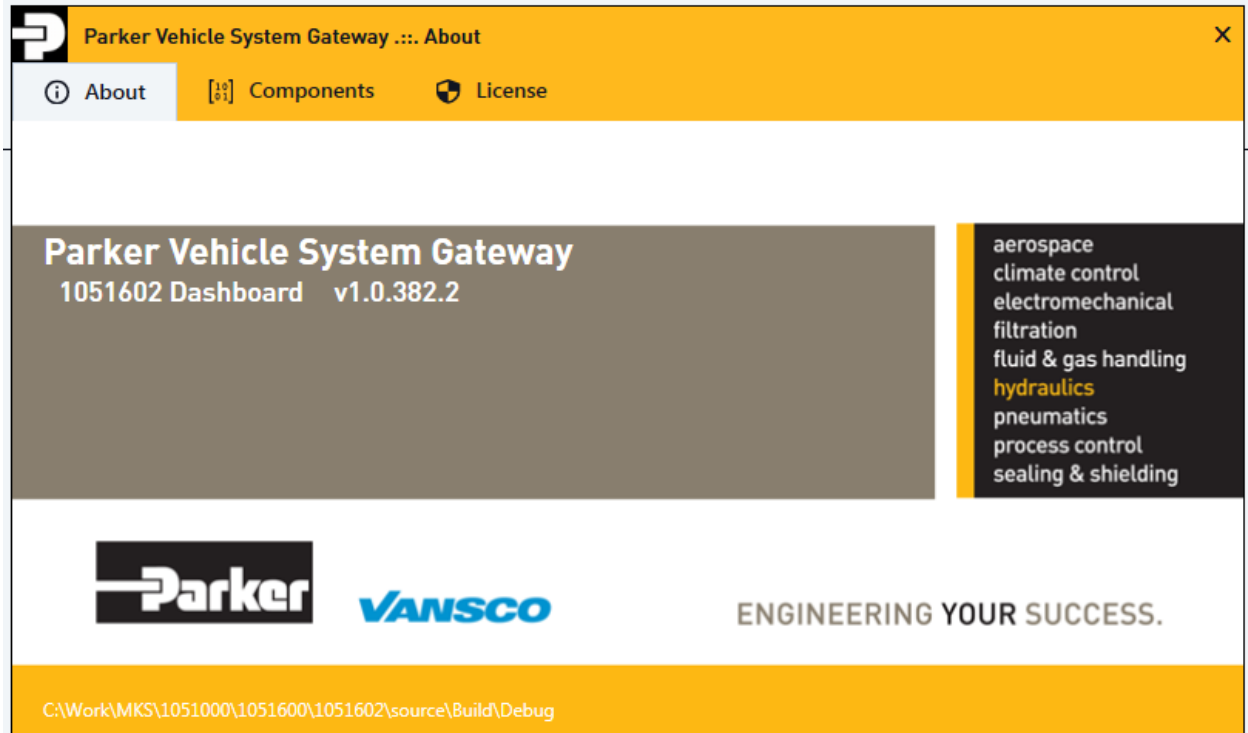 Parker Vehicle System Gateway .::. About
About
Components
License
Parker Vehicle System Gateway
1051602 Dashboard v1.0.382.2
aerospace
climate control
electromechanical
filtration
fluid & gas handling
hydraulics
pneumatics
process control
sealing & shielding
Parker
VANSCO
ENGINEERING YOUR SUCCESS.
C:\Work\MKS\1051000\1051600\1051602\source\Build\Debug